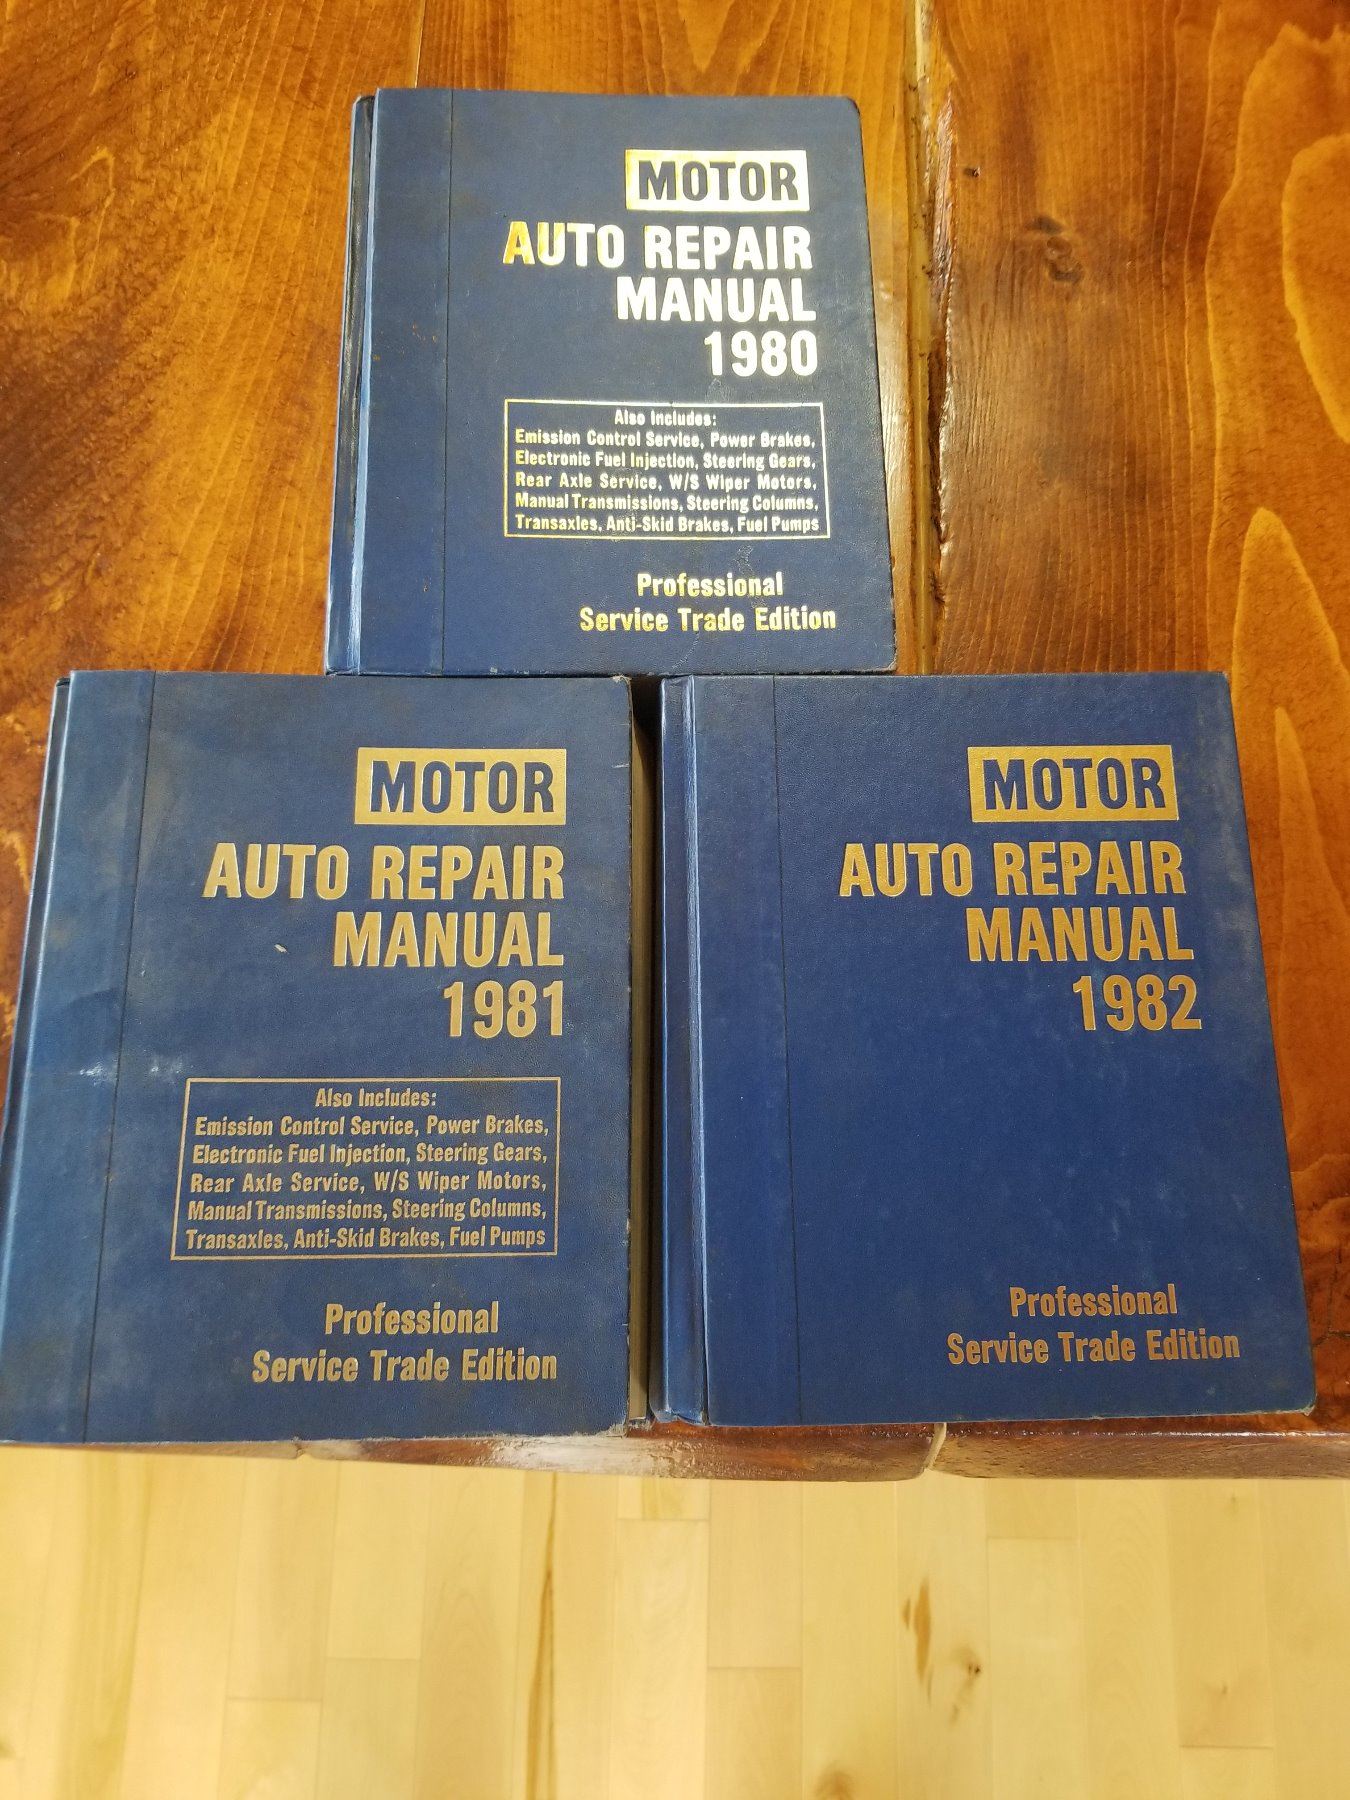 MOTOR
AUTO REPAIR
MANUAL
1980
Also Includes:
Emission Control Service, Power Brakes,
Electronic Fuel Injection, Steering Gears,
Rear Axle Service, W/S Wiper Motors,
Manual Transmissions, Steering Columns,
Transaxles, Anti-Skid Brakes, Fuel Pumps
Professional
Service Trade Edition
MOTOR
AUTO REPAIR
MANUAL
1981
Also Includes:
Emission Control Service, Power Brakes,
Electronic Fuel Injection, Steering Gears,
Rear Axle Service, W/S Wiper Motors,
Manual Transmissions, Steering Columns,
Transaxles, Anti-Skid Brakes, Fuel Pumps
Professional
Service Trade Edition
MOTOR
AUTO REPAIR
MANUAL
1982
Professional
Service Trade Edition